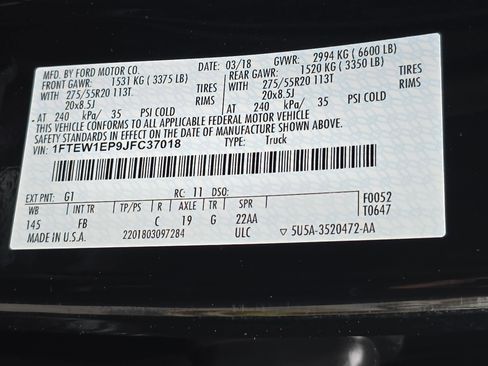 MFD. BY FORD MOTOR CO. DATE: 03/18 GVWR: 2994 KG ( 6600 LB)
FRONT GAWR: 1531 KG ( 3375 LB) REAR GAWR: 1520 KG ( 3350 LB)
WITH 275/55R20 113T TIRES WITH 275/55R20 113T TIRES
20x8.5J RIMS 20x8.5J RIMS
AT 240 kPa/ 35 PSI COLD AT 240 kPa/ 35 PSI COLD
THIS VEHICLE CONFORMS TO ALL APPLICABLE FEDERAL MOTOR VEHICLE
SAFETY STANDARDS IN EFFECT ON THE DATE OF MANUFACTURE SHOWN ABOVE.
VIN: 1FTEW1EP9JFC37018 TYPE: Truck
EXT PNT: G1 RC: 11 DSO: F0052
WB INT TR TP/PS R AXLE TR SPR T0647
145 FB C 19 G 22AA
MADE IN U.S.A. 2201803097284 ULC ▽ 5U5A-3520472-AA